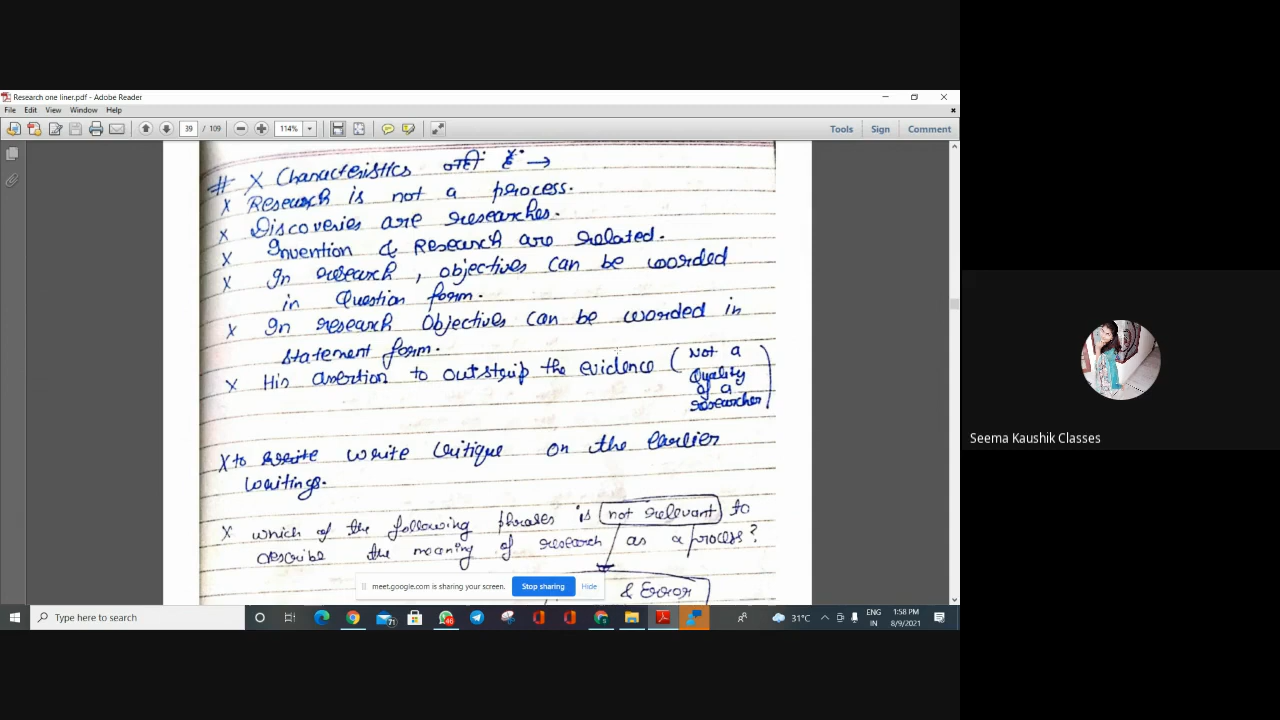 Research one liner.pdf - Adobe Reader
File Edit View Window Help
39 / 109 114% Tools Sign Comment
# X Characteristics नहीं हैं →
X Research is not a process.
X Discoveries are researches.
X Invention & Research are related.
X In research, objectives can be worded
in Question form.
X In research objectives can be worded in
statement form.
X His assertion to outstrip the evidence (Not a
Quality
of a
researcher)
X to write write critique on the earlier
writings.
X which of the following phrases is not relevant to
describe the meaning of research as a process?
& Error
meet.google.com is sharing your screen. Stop sharing Hide
Seema Kaushik Classes
Type here to search
71
46
31°C
ENG
IN
1:58 PM
8/9/2021